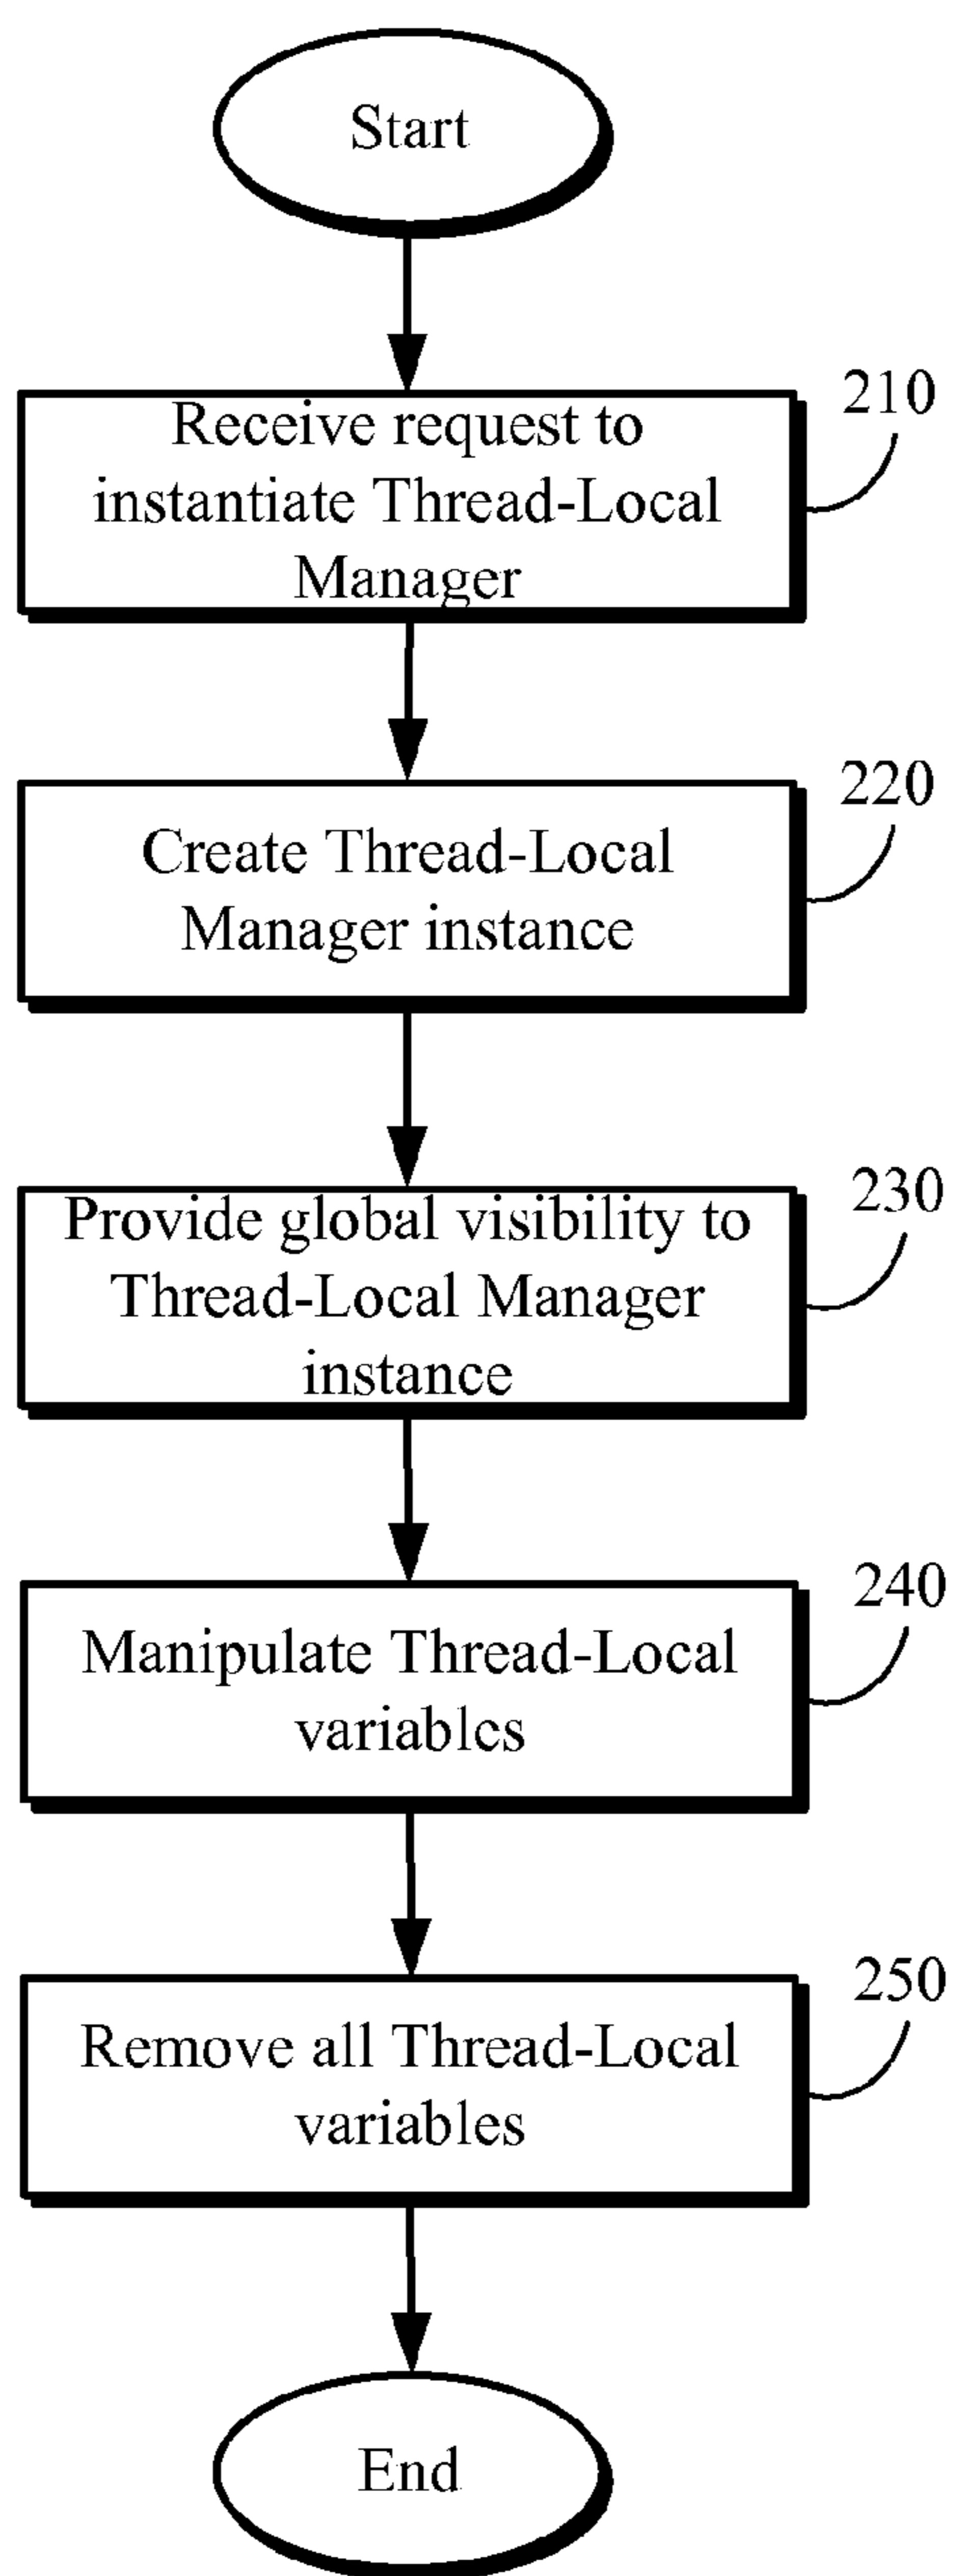 Start
210
Receive request to
instantiate Thread-Local
Manager
220
Create Thread-Local
Manager instance
230
Provide global visibility to
Thread-Local Manager
instance
240
Manipulate Thread-Local
variables
250
Remove all Thread-Local
variables
End